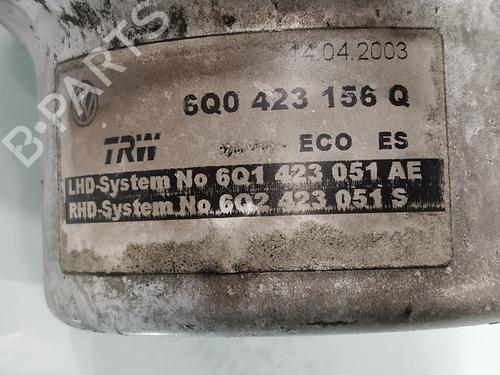 14.04.2003
6Q0 423 156 Q
TRW ECO ES
LHD-System No 6Q1 423 051 AE
RHD-System No 6Q2 423 051 S
B-PARTS